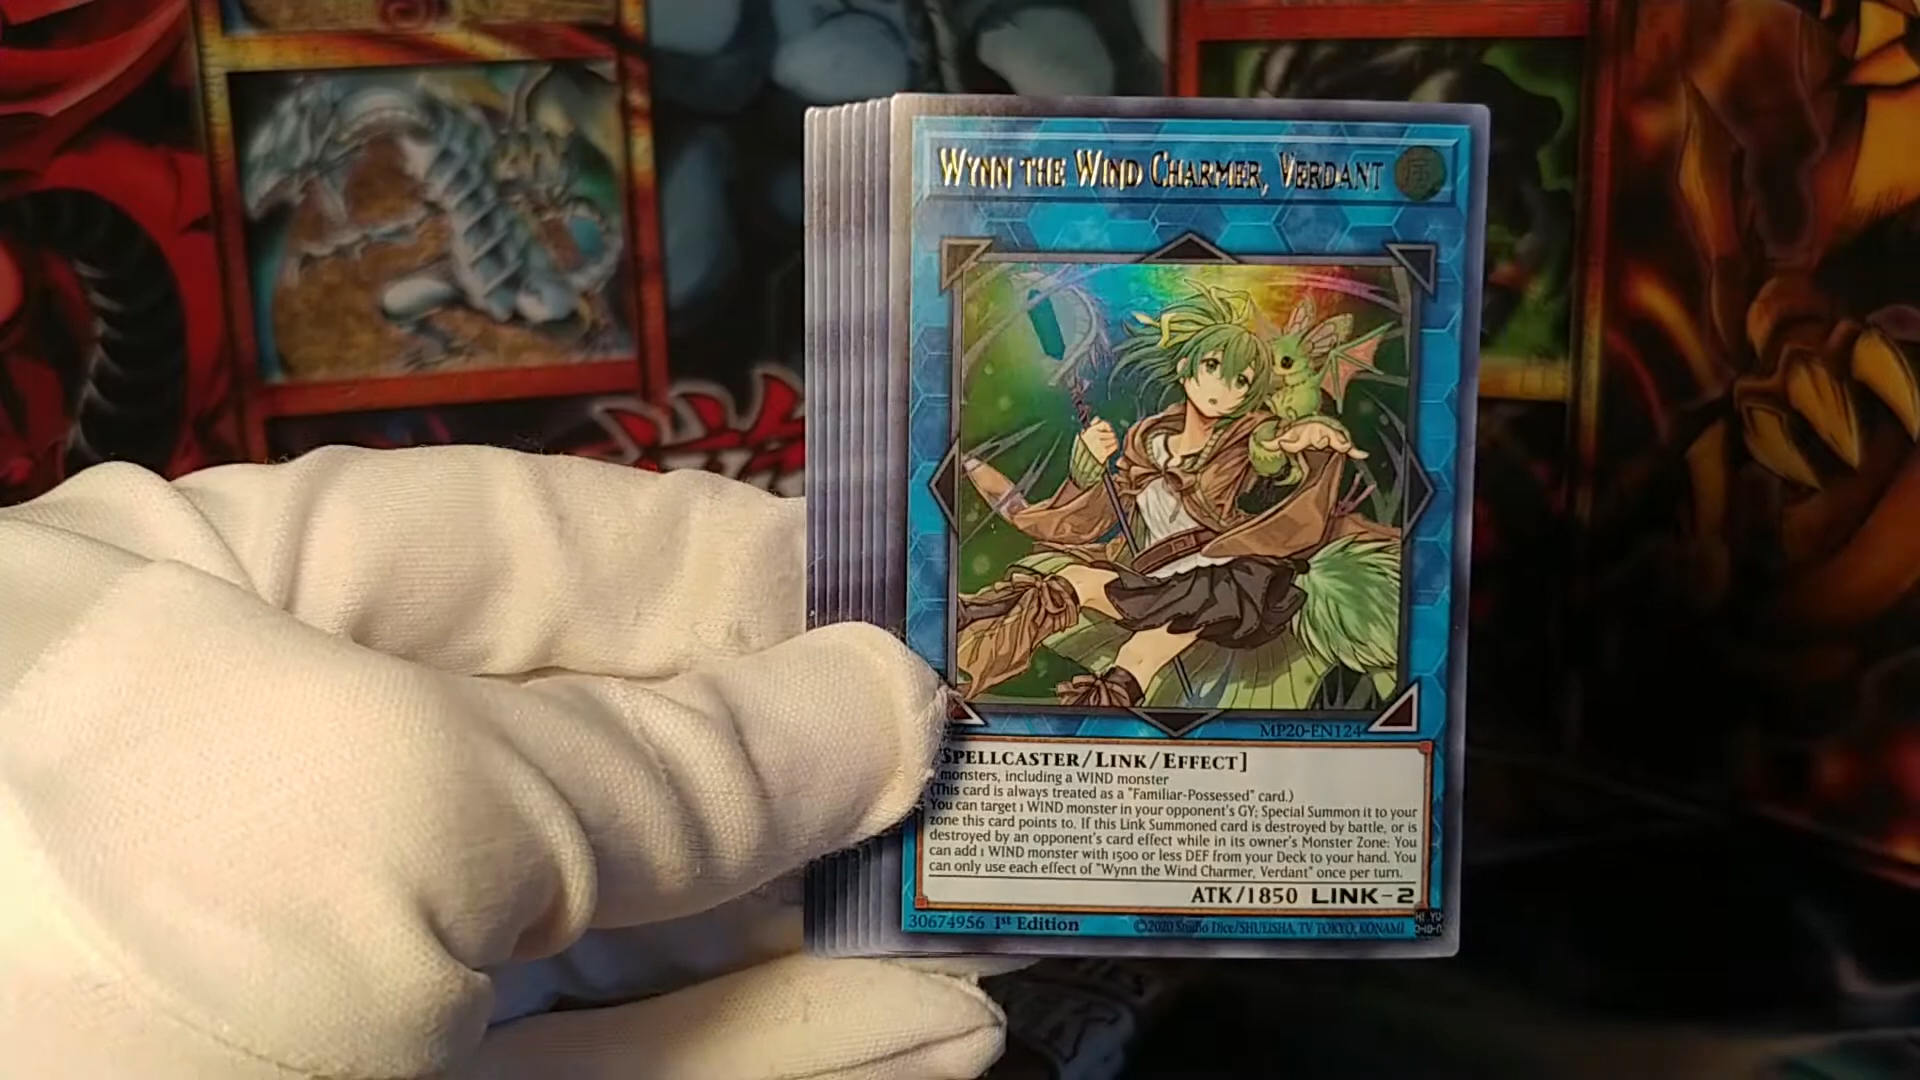 WYNN THE WIND CHARMER, VERDANT
MP20-EN124
[SPELLCASTER/LINK/EFFECT]
monsters, including a WIND monster
(This card is always treated as a "Familiar-Possessed" card.)
You can target 1 WIND monster in your opponent's GY; Special Summon it to your
zone this card points to. If this Link Summoned card is destroyed by battle, or is
destroyed by an opponent's card effect while in its owner's Monster Zone: You
can add 1 WIND monster with 1500 or less DEF from your Deck to your hand. You
can only use each effect of "Wynn the Wind Charmer, Verdant" once per turn.
ATK/1850 LINK-2
30674956 1st Edition
©2020 Studio Dice/SHUEISHA, TV TOKYO, KONAMI